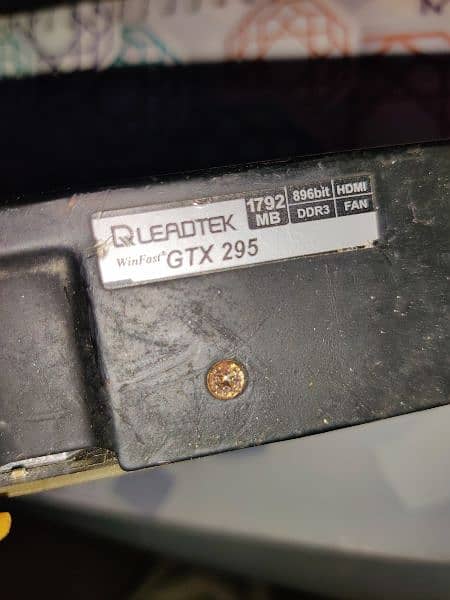 LEADTEK
WinFast® GTX 295
1792 MB
896bit HDMI
DDR3 FAN